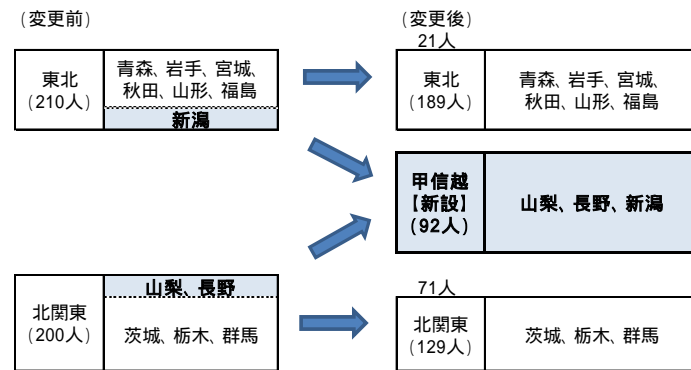 (変更前)
(変更後)
東北
(210人)
青森、岩手、宮城、
秋田、山形、福島
新潟
21人
東北
(189人)
青森、岩手、宮城、
秋田、山形、福島
甲信越
【新設】
(92人)
山梨、長野、新潟
北関東
(200人)
山梨、長野
茨城、栃木、群馬
71人
北関東
(129人)
茨城、栃木、群馬